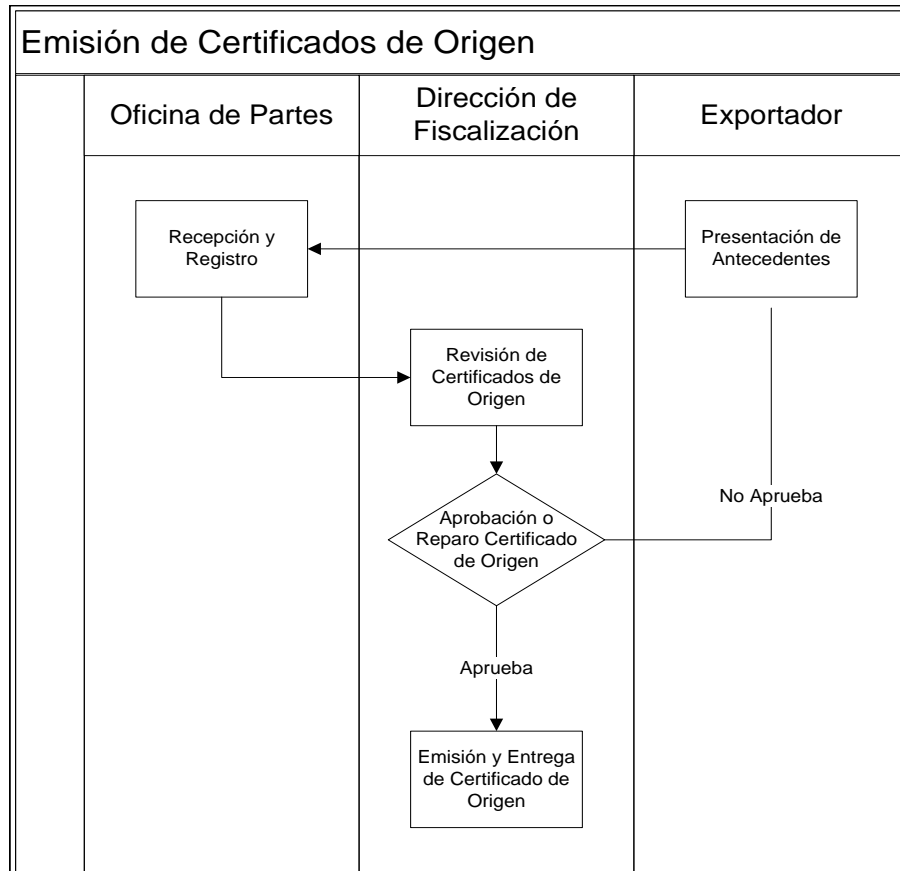 Emisión de Certificados de Origen
Oficina de Partes
Dirección de
Fiscalización
Exportador
Recepción y
Registro
Presentación de
Antecedentes
Revisión de
Certificados de
Origen
Aprobación o
Reparo Certificado
de Origen
No Aprueba
Aprueba
Emisión y Entrega
de Certificado de
Origen